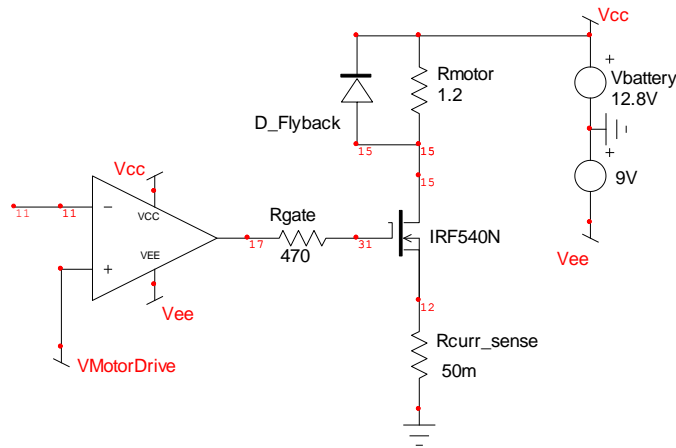 Vcc
+
Vbattery
12.8V
Rmotor
1.2
D_Flyback
15
15
15
+
9V
Vee
Vcc
11
11
−
VCC
VEE
+
17
Rgate
470
31
IRF540N
Vee
12
VMotorDrive
Rcurr_sense
50m